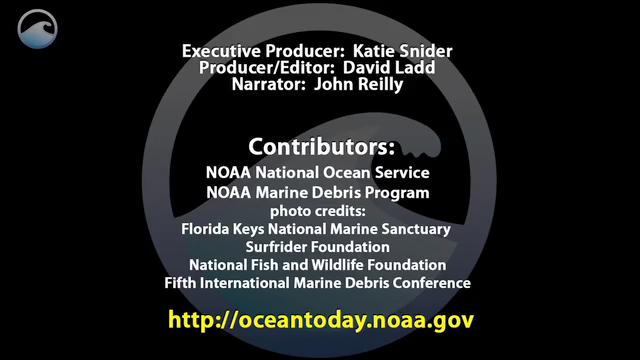 Executive Producer: Katie Snider
Producer/Editor: David Ladd
Narrator: John Reilly
Contributors:
NOAA National Ocean Service
NOAA Marine Debris Program
photo credits:
Florida Keys National Marine Sanctuary
Surfrider Foundation
National Fish and Wildlife Foundation
Fifth International Marine Debris Conference
http://oceantoday.noaa.gov